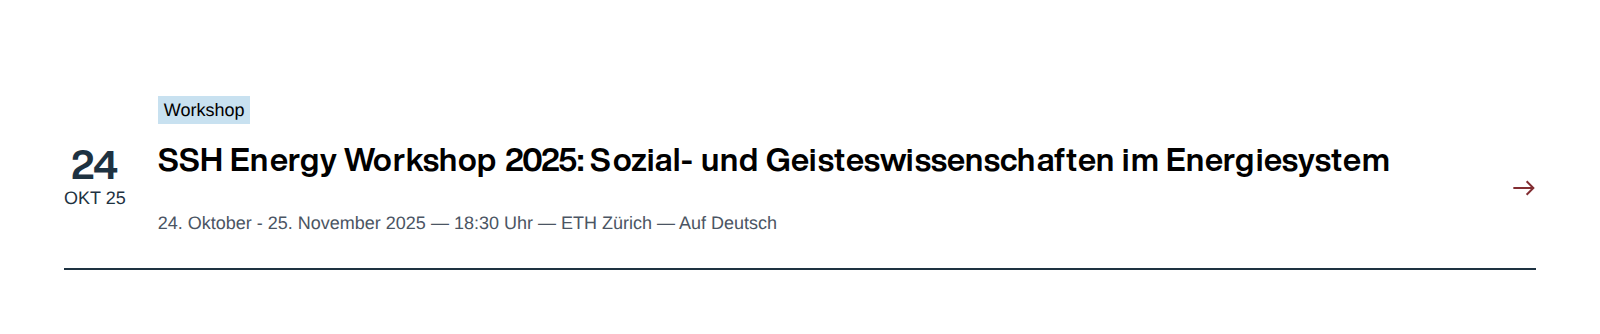 Workshop
24
OKT 25
SSH Energy Workshop 2025: Sozial- und Geisteswissenschaften im Energiesystem
24. Oktober - 25. November 2025 — 18:30 Uhr — ETH Zürich — Auf Deutsch